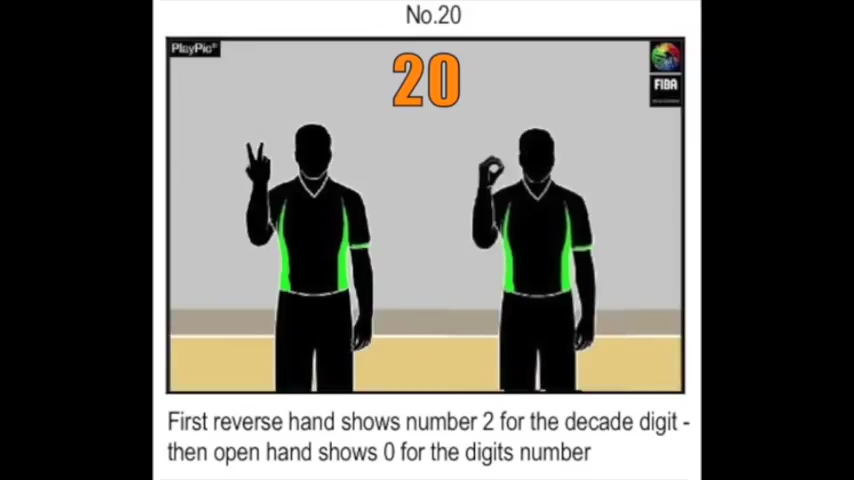 No.20
PlayPic®
20
FIBA
First reverse hand shows number 2 for the decade digit -
then open hand shows 0 for the digits number